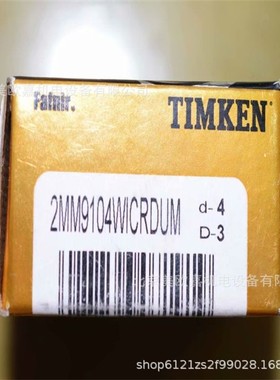 Fafnir.
TIMKEN
2MM9104WICRDUM
d-4
D-3
shop6121zs2f99028.168